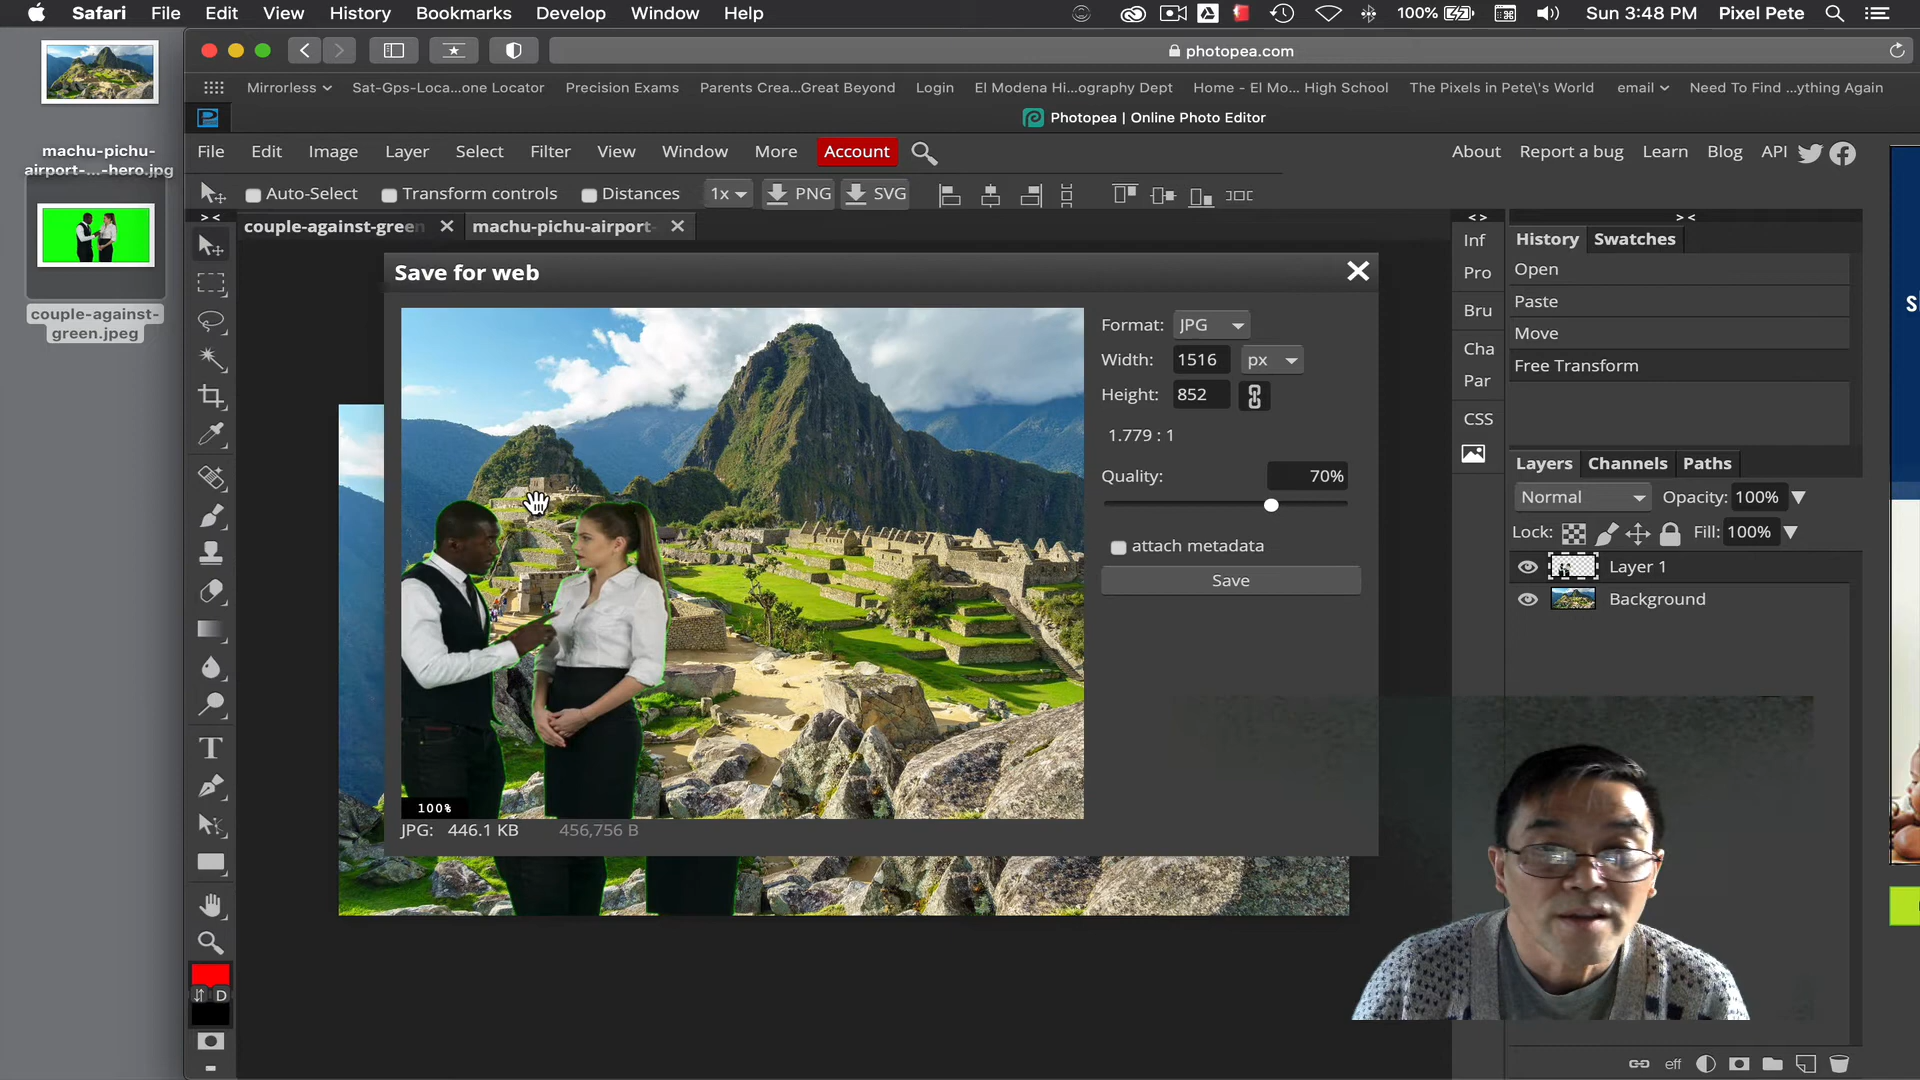 Safari File Edit View History Bookmarks Develop Window Help 100% Sun 3:48 PM Pixel Pete
photopea.com
Mirrorless Sat-Gps-Loca...one Locator Precision Exams Parents Crea...Great Beyond Login El Modena Hi...ography Dept Home - El Mo... High School The Pixels in Pete\'s World email Need To Find ...ything Again
Photopea | Online Photo Editor
machu-pichu-
airport-...-hero.jpg
couple-against-
green.jpeg
File Edit Image Layer Select Filter View Window More Account About Report a bug Learn Blog API
Auto-Select Transform controls Distances 1x PNG SVG
> <
couple-against-green machu-pichu-airport-
Save for web
Format: JPG
Width: 1516 px
Height: 852
1.779 : 1
Quality: 70%
attach metadata
Save
100%
JPG: 446.1 KB 456,756 B
T
D
< >
Inf
Pro
Bru
Cha
Par
CSS
> <
History Swatches
Open
Paste
Move
Free Transform
Layers Channels Paths
Normal Opacity: 100%
Lock: Fill: 100%
Layer 1
Background
eff